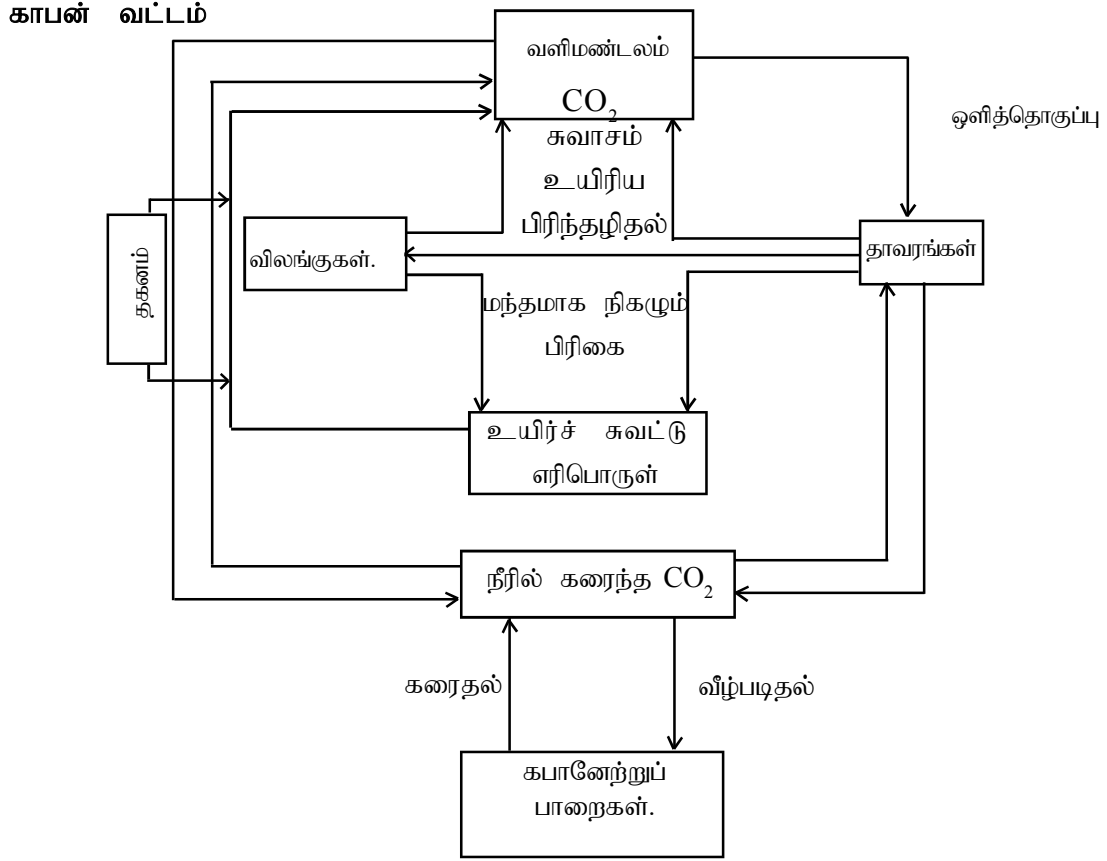 காபன் வட்டம்
வளிமண்டலம்
CO₂
ஒளித்தொகுப்பு
சுவாசம்
உயிரிய
பிரிந்தழிதல்
தகனம்
விலங்குகள்.
தாவரங்கள்
மந்தமாக நிகழும்
பிரிகை
உயிர்ச் சுவட்டு
எரிபொருள்
நீரில் கரைந்த CO₂
கரைதல்
வீழ்படிதல்
கபானேற்றுப்
பாறைகள்.